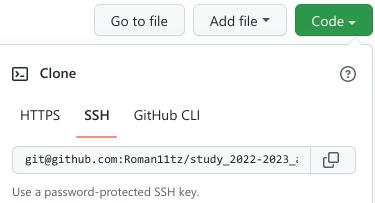 Go to file Add file Code
Clone
HTTPS SSH GitHub CLI
git@github.com:Roman11tz/study_2022-2023_a
Use a password-protected SSH key.